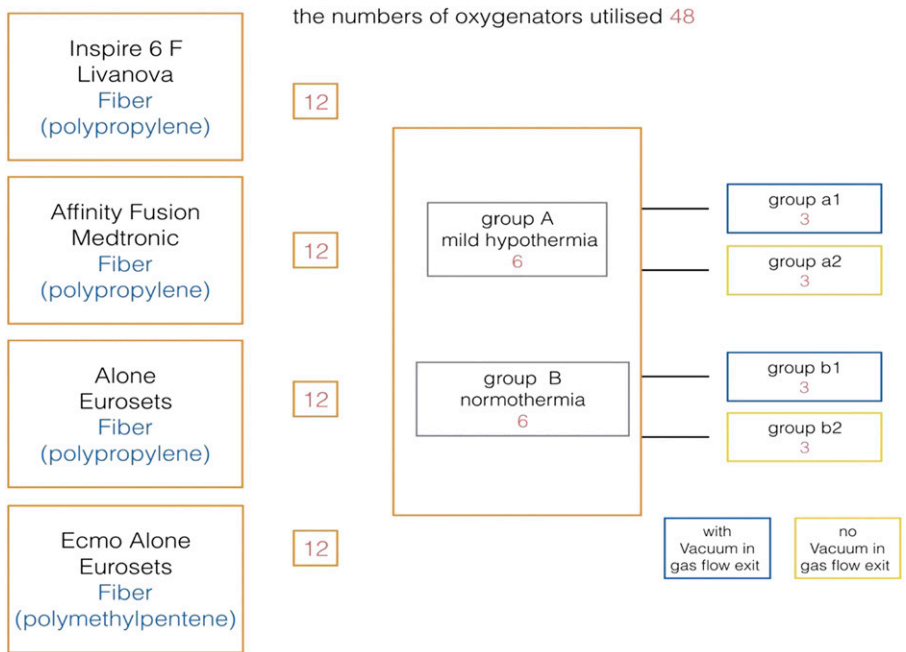 the numbers of oxygenators utilised 48
Inspire 6 F
Livanova
Fiber
(polypropylene)
12
Affinity Fusion
Medtronic
Fiber
(polypropylene)
12
Alone
Eurosets
Fiber
(polypropylene)
12
Ecmo Alone
Eurosets
Fiber
(polymethylpentene)
12
group A
mild hypothermia
6
group B
normothermia
6
group a1
3
group a2
3
group b1
3
group b2
3
with
Vacuum in
gas flow exit
no
Vacuum in
gas flow exit